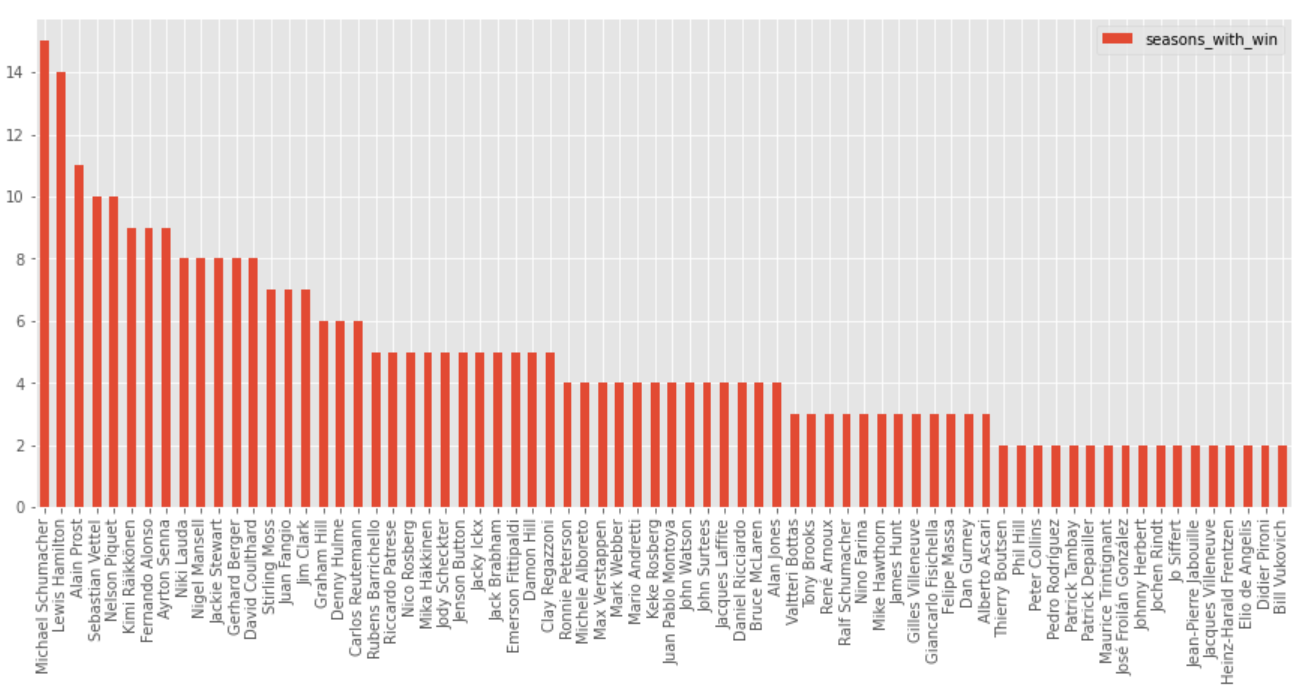 seasons_with_win
14
12
10
8
6
4
2
0
Michael Schumacher
Lewis Hamilton
Alain Prost
Sebastian Vettel
Nelson Piquet
Kimi Räikkönen
Fernando Alonso
Ayrton Senna
Niki Lauda
Nigel Mansell
Jackie Stewart
Gerhard Berger
David Coulthard
Stirling Moss
Juan Fangio
Jim Clark
Graham Hill
Denny Hulme
Carlos Reutemann
Rubens Barrichello
Riccardo Patrese
Nico Rosberg
Mika Häkkinen
Jody Scheckter
Jenson Button
Jacky Ickx
Jack Brabham
Emerson Fittipaldi
Damon Hill
Clay Regazzoni
Ronnie Peterson
Michele Alboreto
Max Verstappen
Mark Webber
Mario Andretti
Keke Rosberg
Juan Pablo Montoya
John Watson
John Surtees
Jacques Laffite
Daniel Ricciardo
Bruce McLaren
Alan Jones
Valtteri Bottas
Tony Brooks
René Arnoux
Ralf Schumacher
Nino Farina
Mike Hawthorn
James Hunt
Gilles Villeneuve
Giancarlo Fisichella
Felipe Massa
Dan Gurney
Alberto Ascari
Thierry Boutsen
Phil Hill
Peter Collins
Pedro Rodríguez
Patrick Tambay
Patrick Depailler
Maurice Trintignant
José Froilán González
Johnny Herbert
Jochen Rindt
Jo Siffert
Jean-Pierre Jabouille
Jacques Villeneuve
Heinz-Harald Frentzen
Elio de Angelis
Didier Pironi
Bill Vukovich